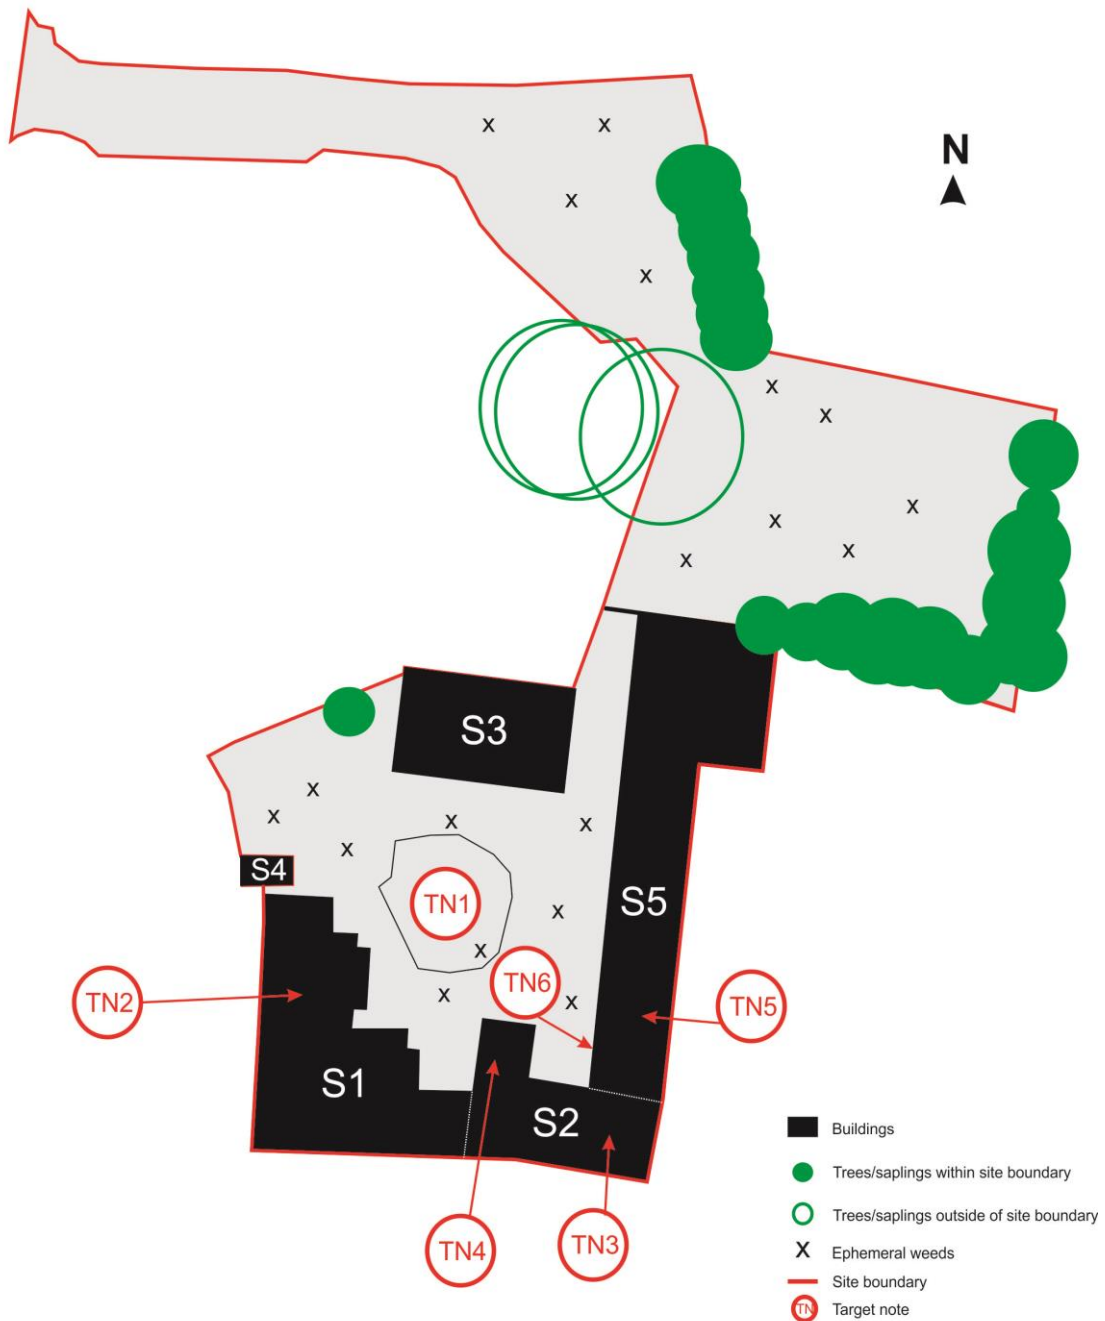 N
S3
S4
TN1
S5
TN6
TN2
TN5
S1
S2
TN4
TN3
Buildings
Trees/saplings within site boundary
Trees/saplings outside of site boundary
X Ephemeral weeds
Site boundary
TN Target note